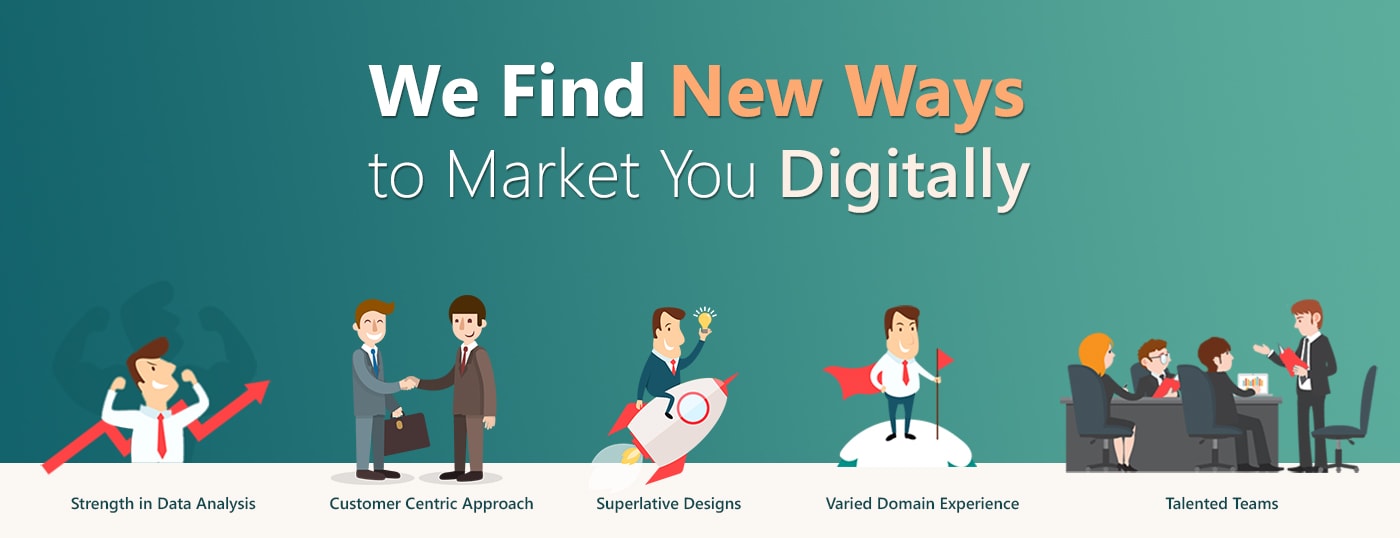 We Find New Ways
to Market You Digitally
Strength in Data Analysis
Customer Centric Approach
Superlative Designs
Varied Domain Experience
Talented Teams